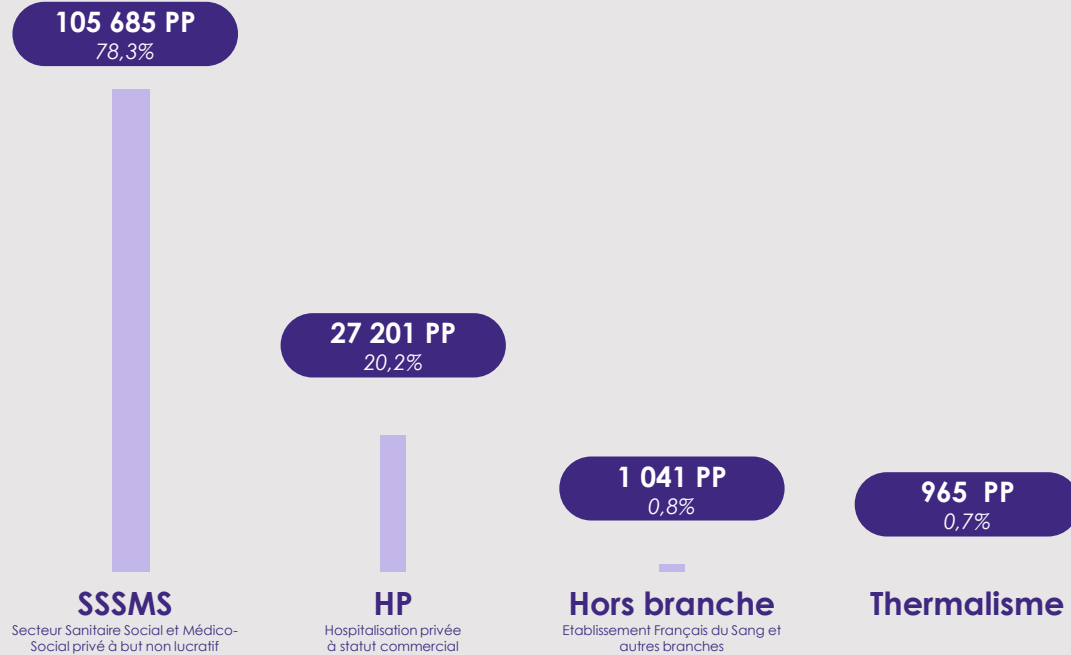 105 685 PP
78,3%
27 201 PP
20,2%
1 041 PP
0,8%
965 PP
0,7%
SSSMS
Secteur Sanitaire Social et Médico-
Social privé à but non lucratif
HP
Hospitalisation privée
à statut commercial
Hors branche
Etablissement Français du Sang et
autres branches
Thermalisme